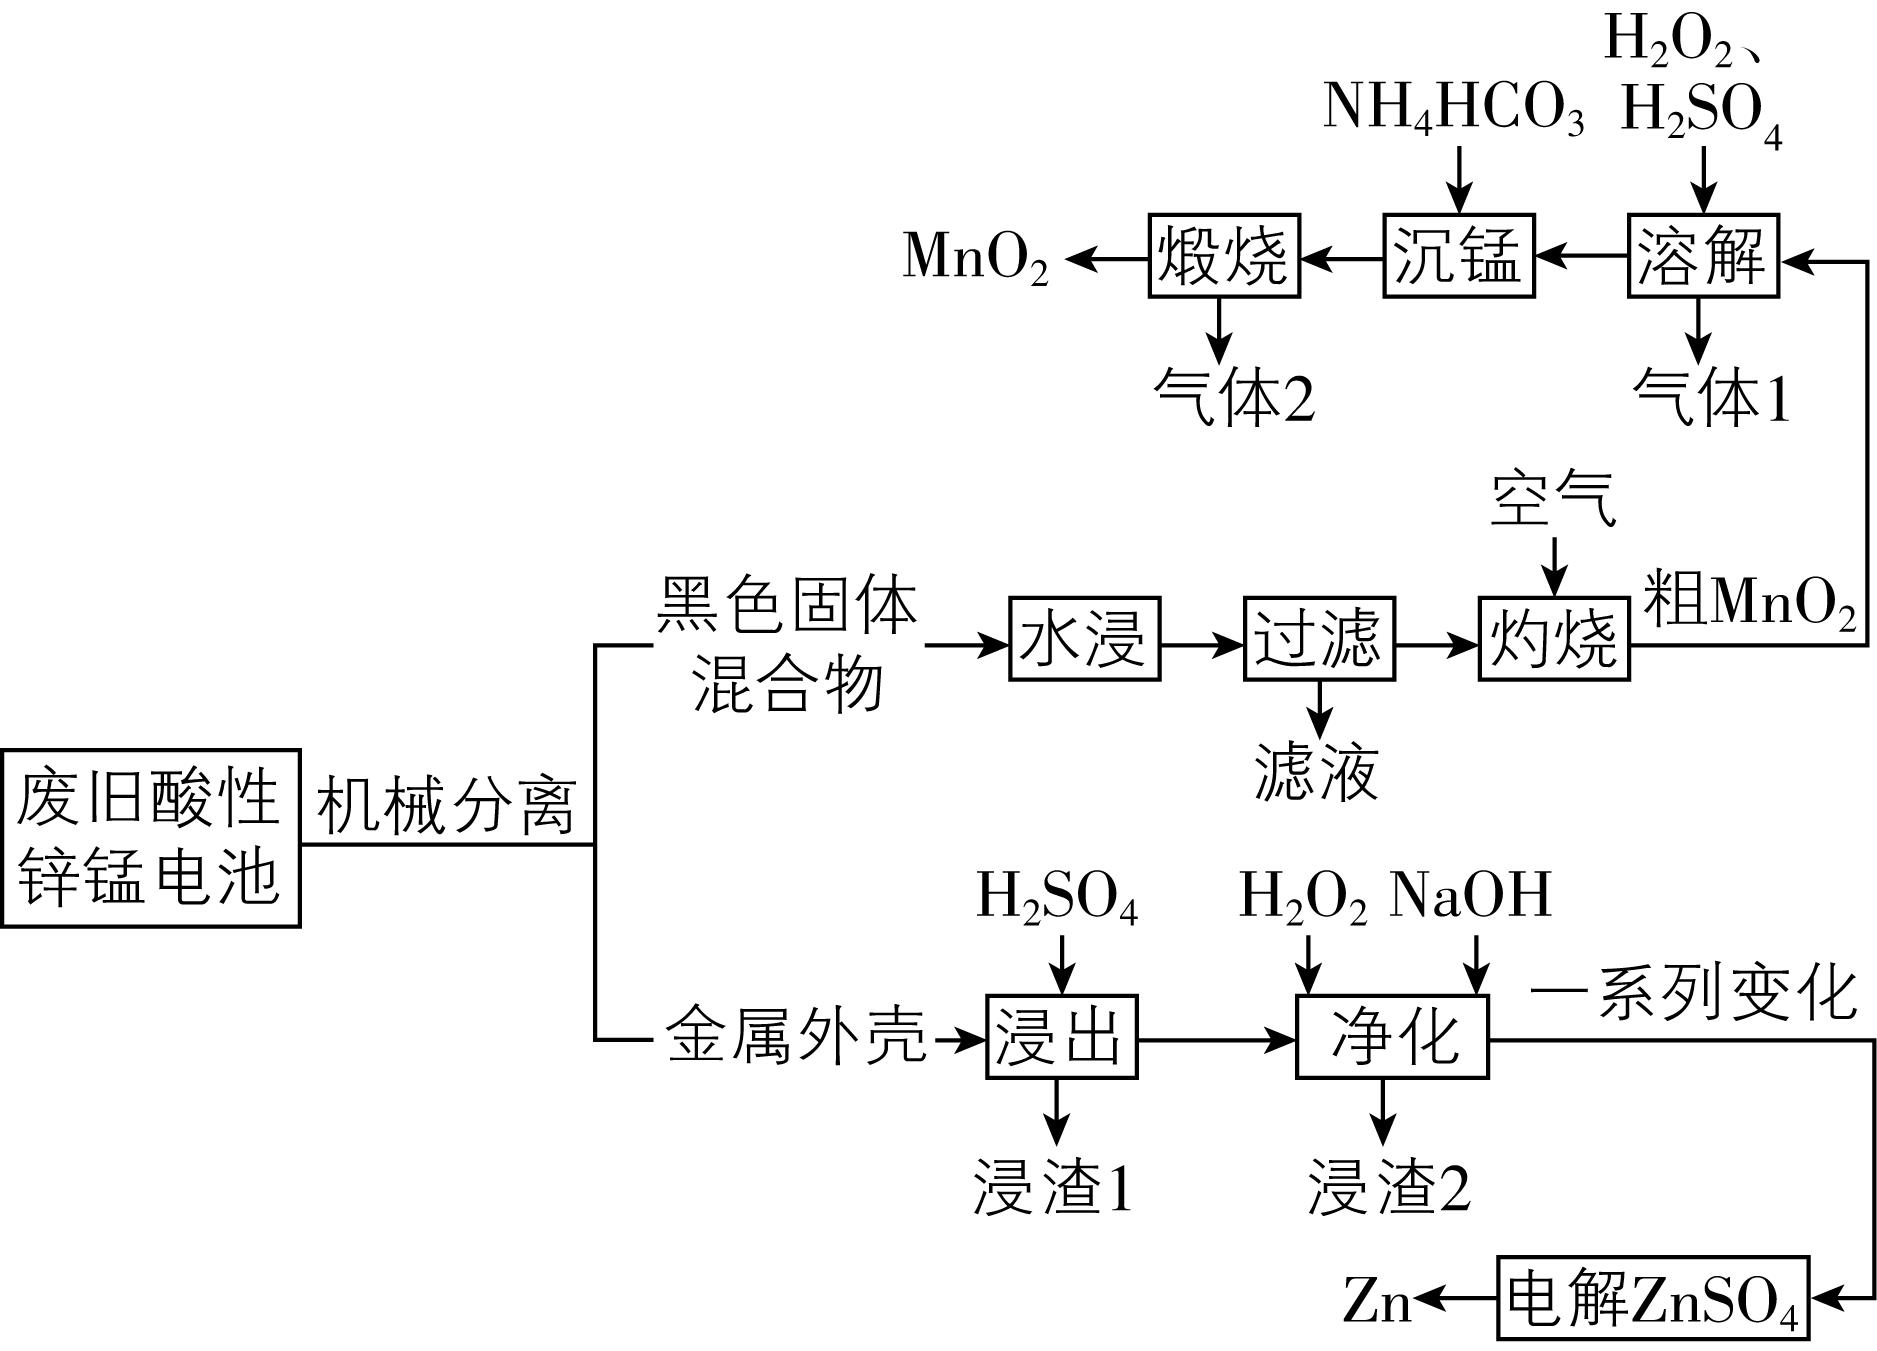 H₂O₂、
NH₄HCO₃
H₂SO₄
MnO₂
煅烧
沉锰
溶解
气体2
气体1
空气
黑色固体
混合物
水浸
过滤
灼烧
粗MnO₂
滤液
废旧酸性
锌锰电池
机械分离
H₂SO₄
H₂O₂
NaOH
金属外壳
浸出
净化
一系列变化
浸渣1
浸渣2
Zn
电解ZnSO₄